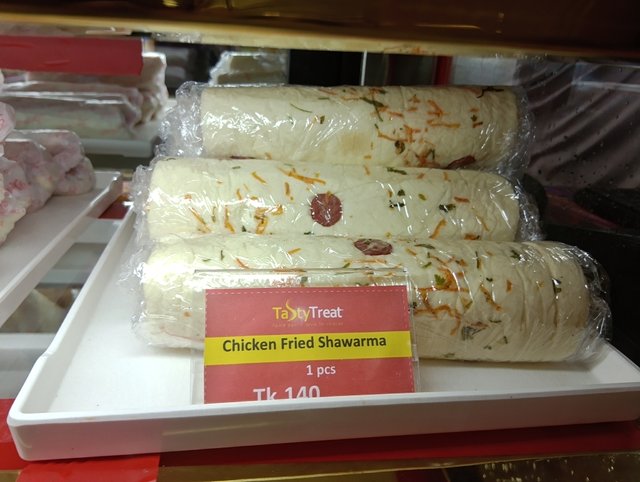 TastyTreat
Chicken Fried Shawarma
1 pcs
Tk 140